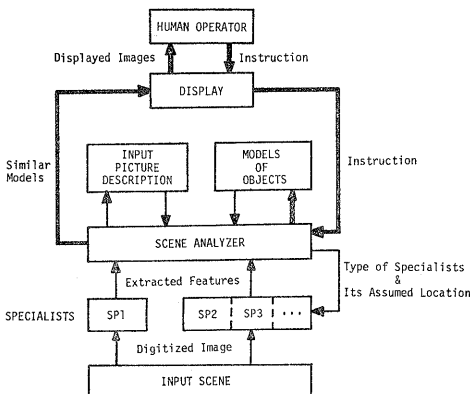 HUMAN OPERATOR
Displayed Images
Instruction
DISPLAY
Similar
Models
INPUT
PICTURE
DESCRIPTION
MODELS
OF
OBJECTS
Instruction
SCENE ANALYZER
Extracted Features
Type of Specialists
&
Its Assumed Location
SPECIALISTS
SP1
SP2
SP3
...
Digitized Image
INPUT SCENE